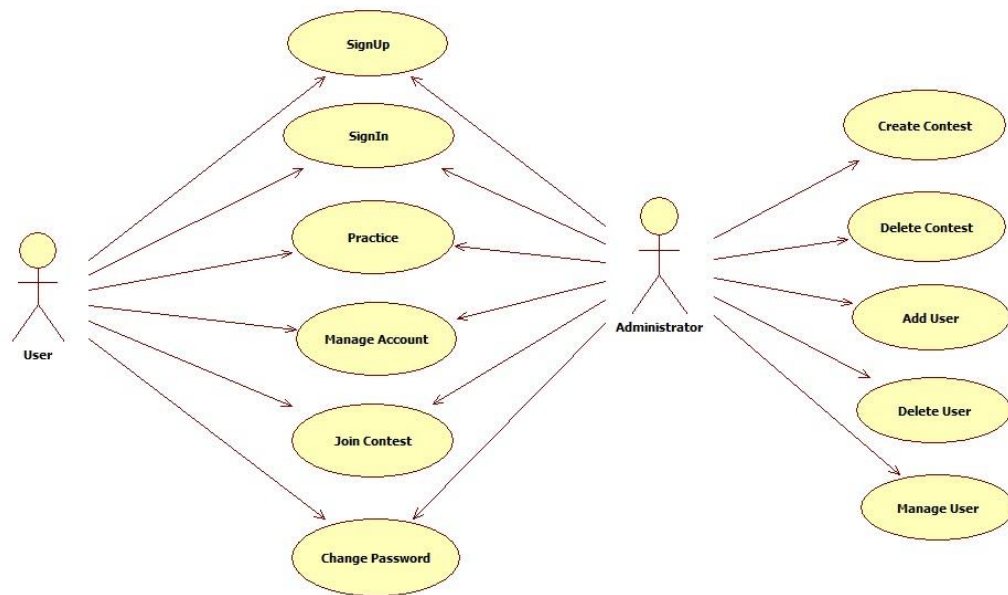 SignUp
SignIn
Practice
Manage Account
Join Contest
Change Password
User
Administrator
Create Contest
Delete Contest
Add User
Delete User
Manage User